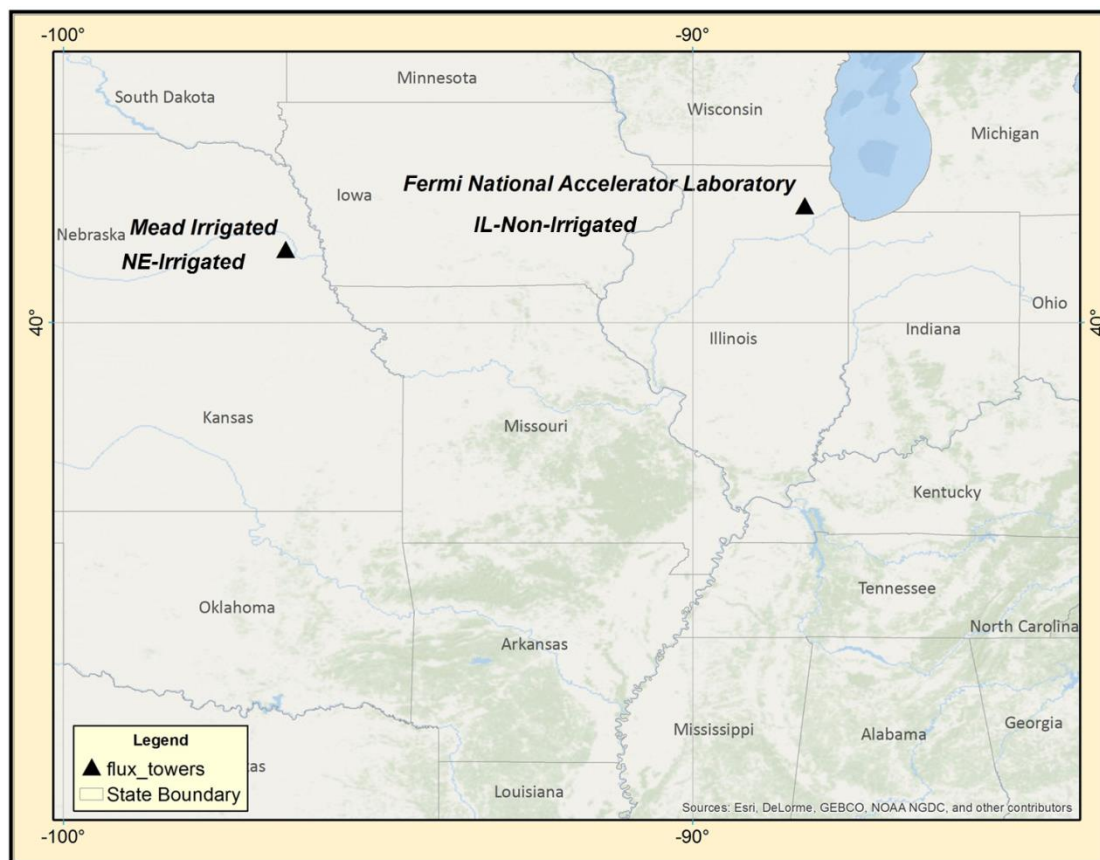 -100°
-90°
Minnesota
South Dakota
Wisconsin
Michigan
Fermi National Accelerator Laboratory
Iowa
Mead Irrigated
IL-Non-Irrigated
Nebraska
NE-Irrigated
Ohio
40°
40°
Indiana
Illinois
Kansas
Missouri
Kentucky
Tennessee
Oklahoma
North Carolina
Arkansas
Mississippi
Georgia
Alabama
Legend
flux_towers
as
State Boundary
Louisiana
Sources: Esri, DeLorme, GEBCO, NOAA NGDC, and other contributors
-100°
-90°